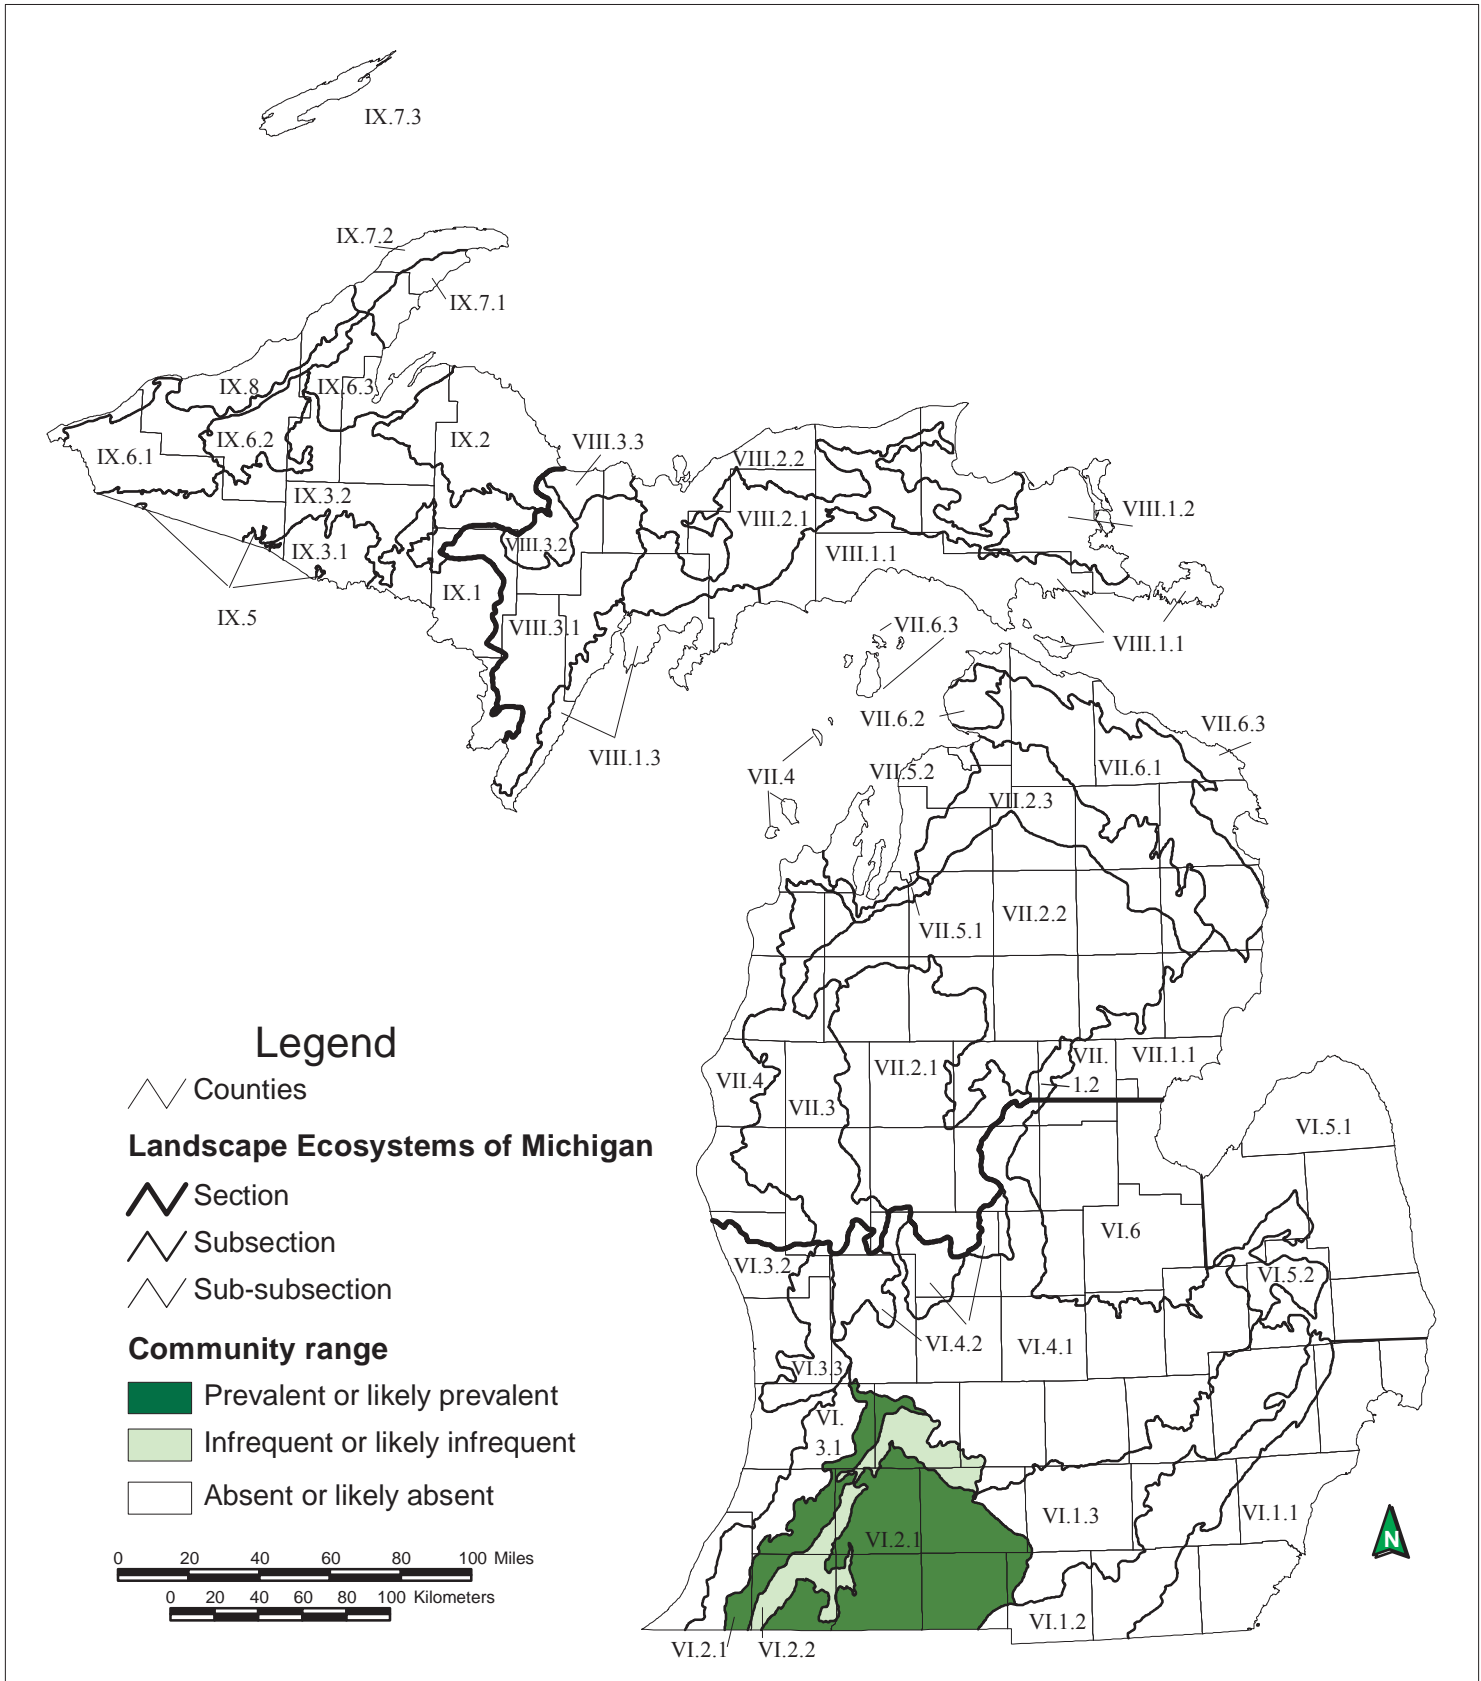 IX.7.3
IX.7.2
IX.7.1
IX.8
IX.6.3
IX.6.2
IX.2
VIII.3.3
IX.6.1
VIII.2.2
IX.3.2
VIII.2.1
VIII.1.2
IX.3.1
VIII.3.2
VIII.1.1
IX.1
IX.5
VIII.3.1
VII.6.3
VIII.1.1
VII.6.2
VII.6.3
VIII.1.3
VII.4
VII.5.2
VII.6.1
VII.2.3
VII.5.1
VII.2.2
Legend
Counties
Landscape Ecosystems of Michigan
Section
Subsection
Sub-subsection
Community range
Prevalent or likely prevalent
Infrequent or likely infrequent
Absent or likely absent
0 20 40 60 80 100 Miles
0 20 40 60 80 100 Kilometers
VII.4
VII.3
VII.2.1
VII.
1.2
VII.1.1
VI.5.1
VI.6
VI.3.2
VI.5.2
VI.4.2
VI.4.1
VI.3.3
VI.
3.1
VI.2.1
VI.1.3
VI.1.1
N
VI.1.2
VI.2.1
VI.2.2